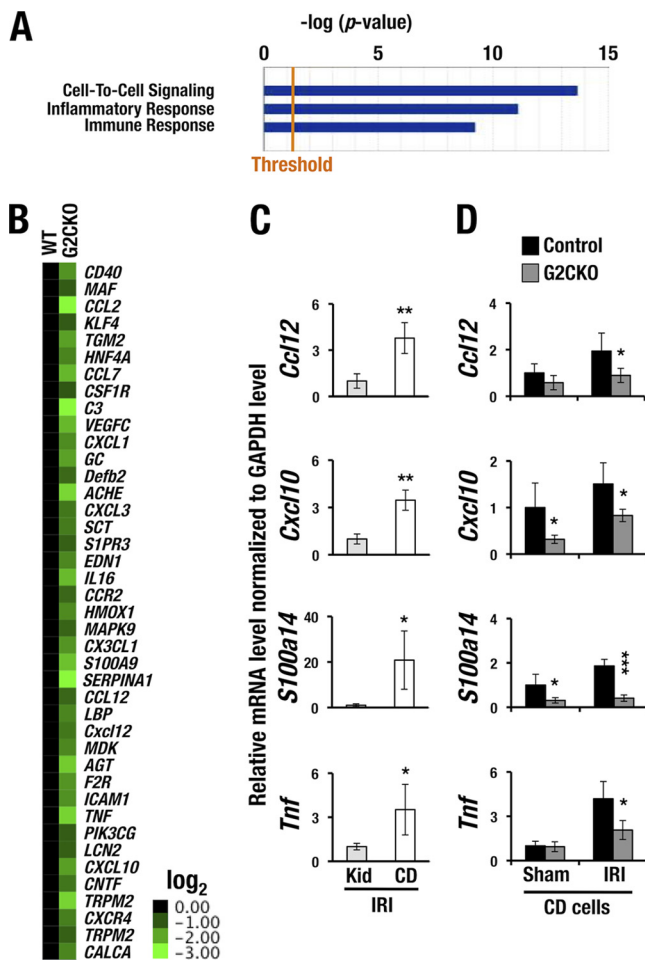 A
-log (p-value)
0 5 10 15
Cell-To-Cell Signaling
Inflammatory Response
Immune Response
Threshold
B
WT
G2CKO
CD40
MAF
CCL2
KLF4
TGM2
HNF4A
CCL7
CSF1R
C3
VEGFC
CXCL1
GC
Defb2
ACHE
CXCL3
SCT
S1PR3
EDN1
IL16
CCR2
HMOX1
MAPK9
CX3CL1
S100A9
SERPINA1
CCL12
LBP
Cxcl12
MDK
AGT
F2R
ICAM1
TNF
PIK3CG
LCN2
CXCL10
CNTF
TRPM2
CXCR4
TRPM2
CALCA
log2
0.00
-1.00
-2.00
-3.00
C
Relative mRNA level normalized to GAPDH level
Ccl12
6
3
0
**
Cxcl10
6
3
0
**
S100a14
40
20
0
*
Tnf
6
3
0
*
Kid CD
IRI
D
Control
G2CKO
Ccl12
4
2
0
*
Cxcl10
2
1
0
* *
S100a14
4
2
0
* ***
Tnf
6
3
0
*
Sham IRI
CD cells